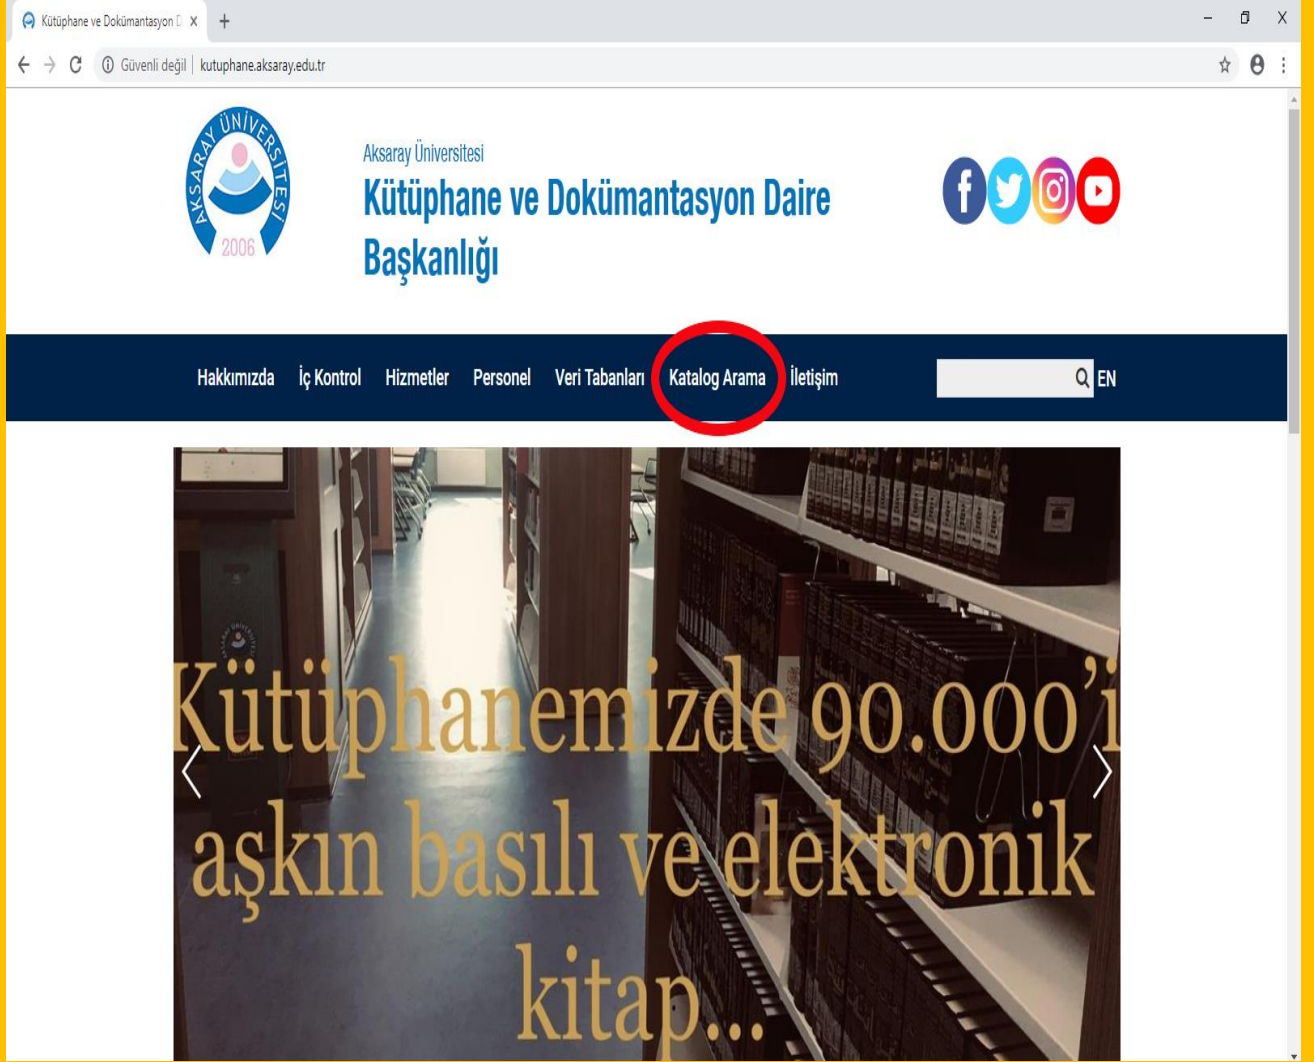 Kütüphane ve Dokümantasyon D
Güvenli değil
kutuphane.aksaray.edu.tr
AKSARAY ÜNİVERSİTESİ
2006
Aksaray Üniversitesi
Kütüphane ve Dokümantasyon Daire
Başkanlığı
Hakkımızda İç Kontrol Hizmetler Personel Veri Tabanları Katalog Arama İletişim EN
Kütüphanemizde 90.000’i
aşkın basılı ve elektronik
kitap...